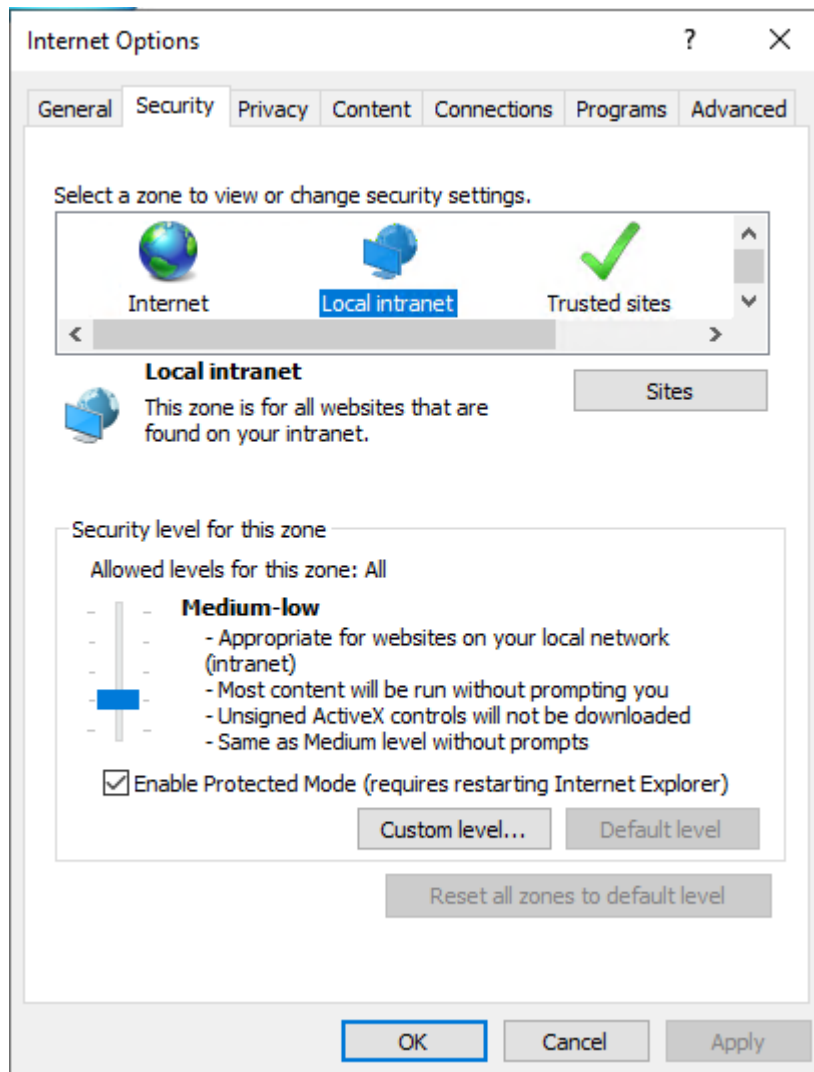 Internet Options
?
General Security Privacy Content Connections Programs Advanced
Select a zone to view or change security settings.
Internet Local intranet Trusted sites
Local intranet
Sites
This zone is for all websites that are
found on your intranet.
Security level for this zone
Allowed levels for this zone: All
Medium-low
- Appropriate for websites on your local network
(intranet)
- Most content will be run without prompting you
- Unsigned ActiveX controls will not be downloaded
- Same as Medium level without prompts
Enable Protected Mode (requires restarting Internet Explorer)
Custom level... Default level
Reset all zones to default level
OK Cancel Apply